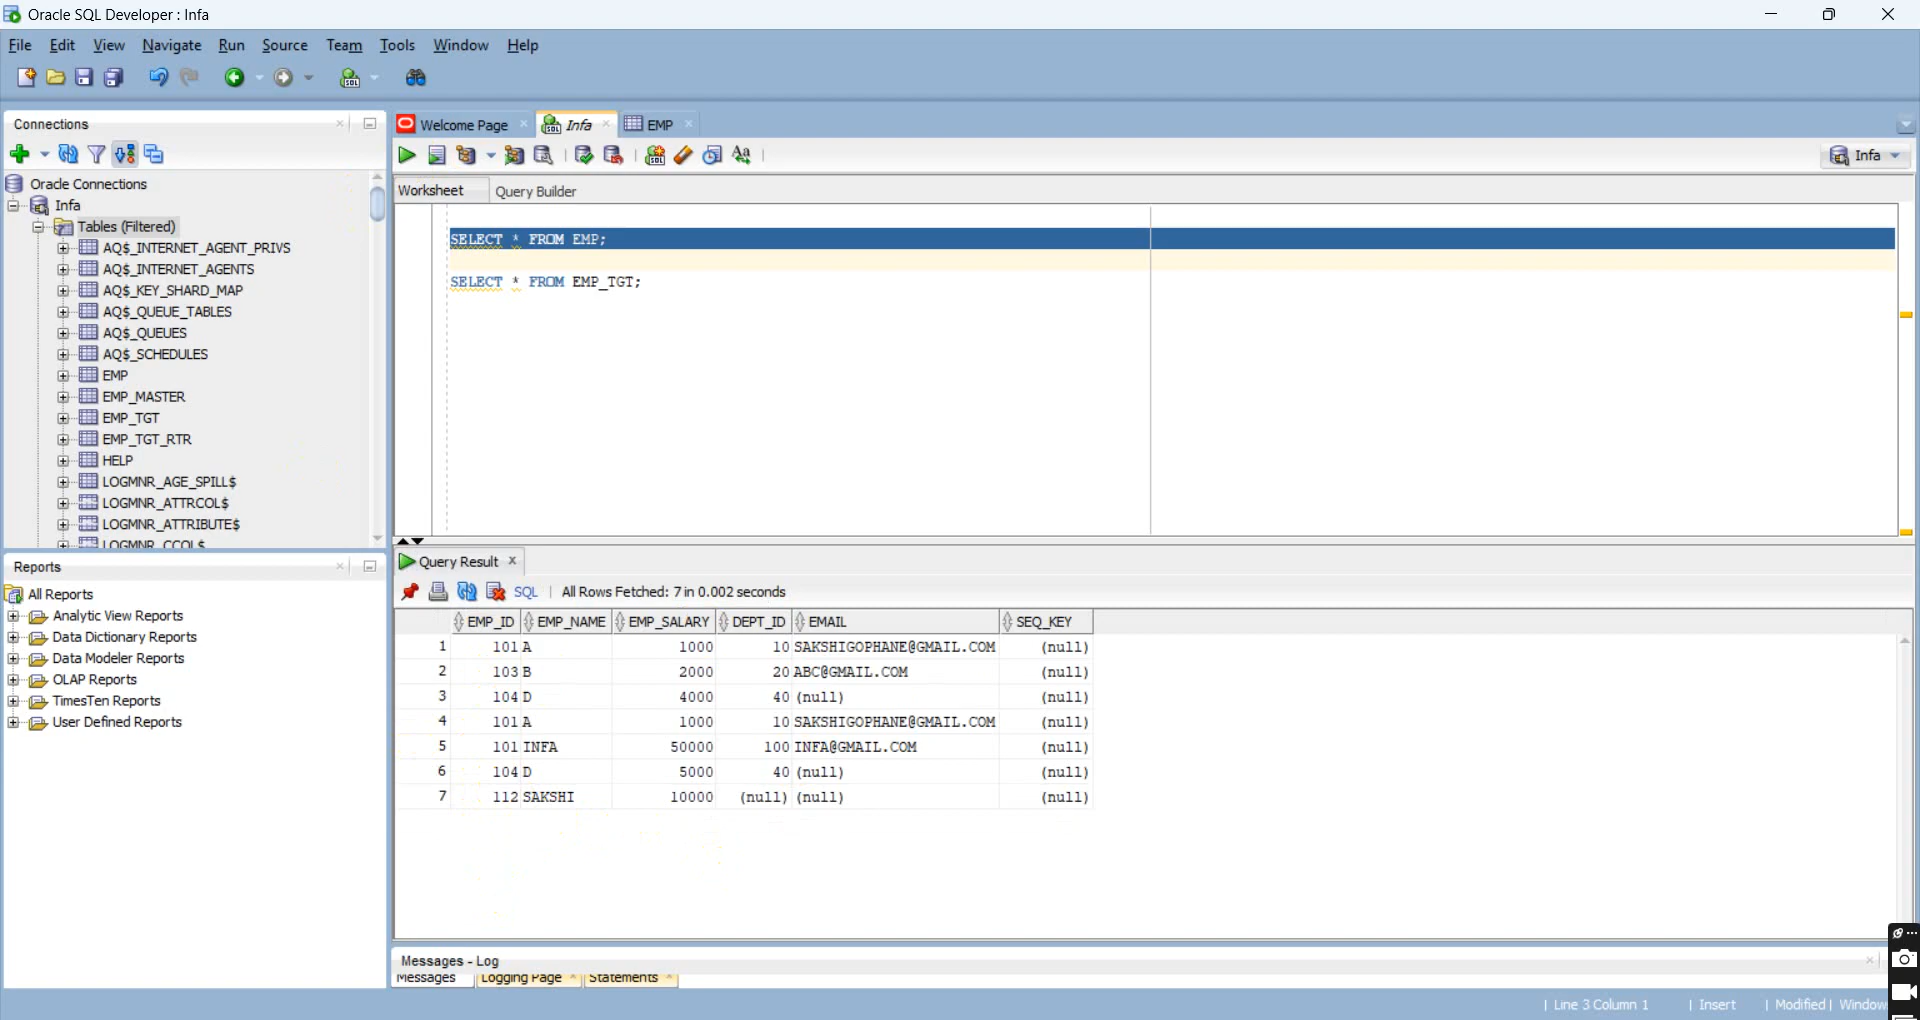 Oracle SQL Developer : Infa
File Edit View Navigate Run Source Team Tools Window Help
Connections
Oracle Connections
Infa
Tables (Filtered)
AQ$_INTERNET_AGENT_PRIVS
AQ$_INTERNET_AGENTS
AQ$_KEY_SHARD_MAP
AQ$_QUEUE_TABLES
AQ$_QUEUES
AQ$_SCHEDULES
EMP
EMP_MASTER
EMP_TGT
EMP_TGT_RTR
HELP
LOGMNR_AGE_SPILL$
LOGMNR_ATTRCOL$
LOGMNR_ATTRIBUTE$
LOGMNR_CCOL$
Reports
All Reports
Analytic View Reports
Data Dictionary Reports
Data Modeler Reports
OLAP Reports
TimesTen Reports
User Defined Reports
Welcome Page Infa EMP
Infa
Worksheet Query Builder
SELECT * FROM EMP;
SELECT * FROM EMP_TGT;
Query Result
SQL | All Rows Fetched: 7 in 0.002 seconds
EMP_ID EMP_NAME EMP_SALARY DEPT_ID EMAIL SEQ_KEY
1 101 A 1000 10 SAKSHIGOPHANE@GMAIL.COM (null)
2 103 B 2000 20 ABC@GMAIL.COM (null)
3 104 D 4000 40 (null) (null)
4 101 A 1000 10 SAKSHIGOPHANE@GMAIL.COM (null)
5 101 INFA 50000 100 INFA@GMAIL.COM (null)
6 104 D 5000 40 (null) (null)
7 112 SAKSHI 10000 (null) (null) (null)
Messages - Log
Messages Logging Page Statements
| Line 3 Column 1 | Insert | Modified | Window